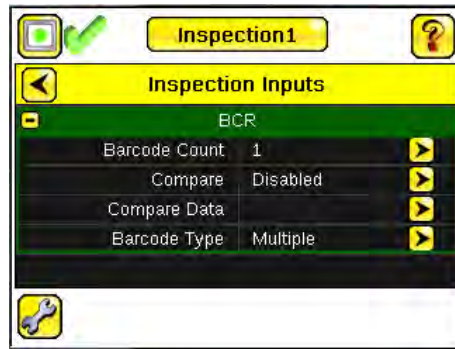 Inspection1
Inspection Inputs
BCR
Barcode Count 1
Compare Disabled
Compare Data
Barcode Type Multiple